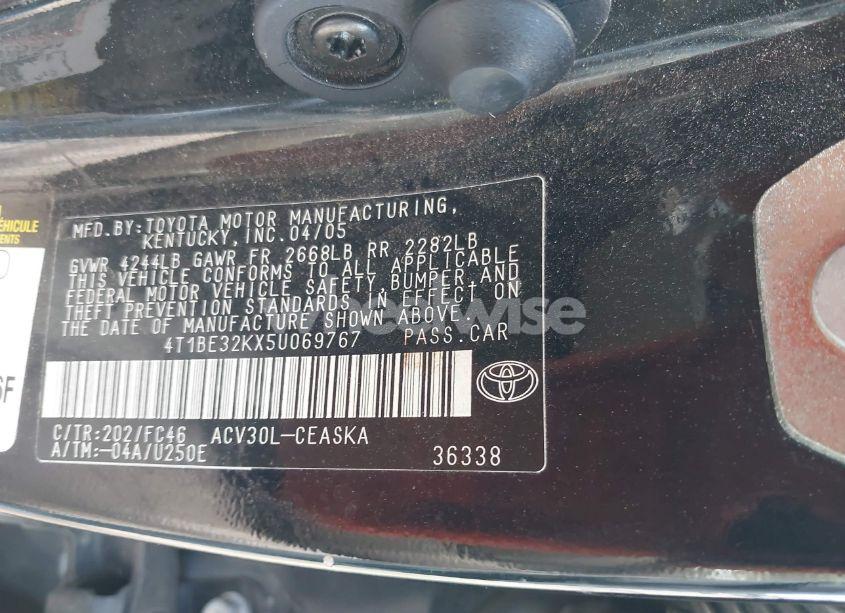 MFD.BY:TOYOTA MOTOR MANUFACTURING,
KENTUCKY,INC.04/05
GVWR 4244LB GAWR FR 2668LB RR 2282LB
THIS VEHICLE CONFORMS TO ALL APPLICABLE
FEDERAL MOTOR VEHICLE SAFETY,BUMPER,AND
THEFT PREVENTION STANDARDS IN EFFECT ON
THE DATE OF MANUFACTURE SHOWN ABOVE.
4T1BE32KX5U069767 PASS.CAR
C/TR:202/FC46 ACV30L-CEASKA
A/TM:-04A/U250E 36338